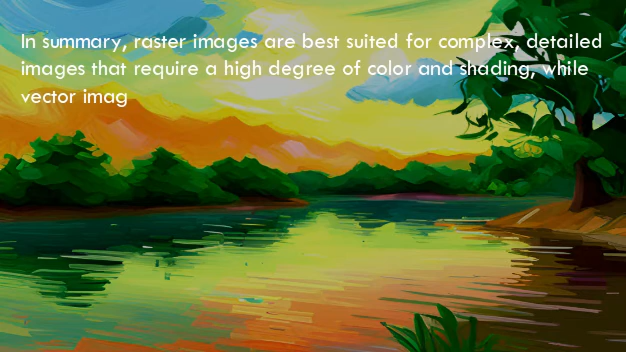 In summary, raster images are best suited for complex, detailed
images that require a high degree of color and shading, while
vector imag